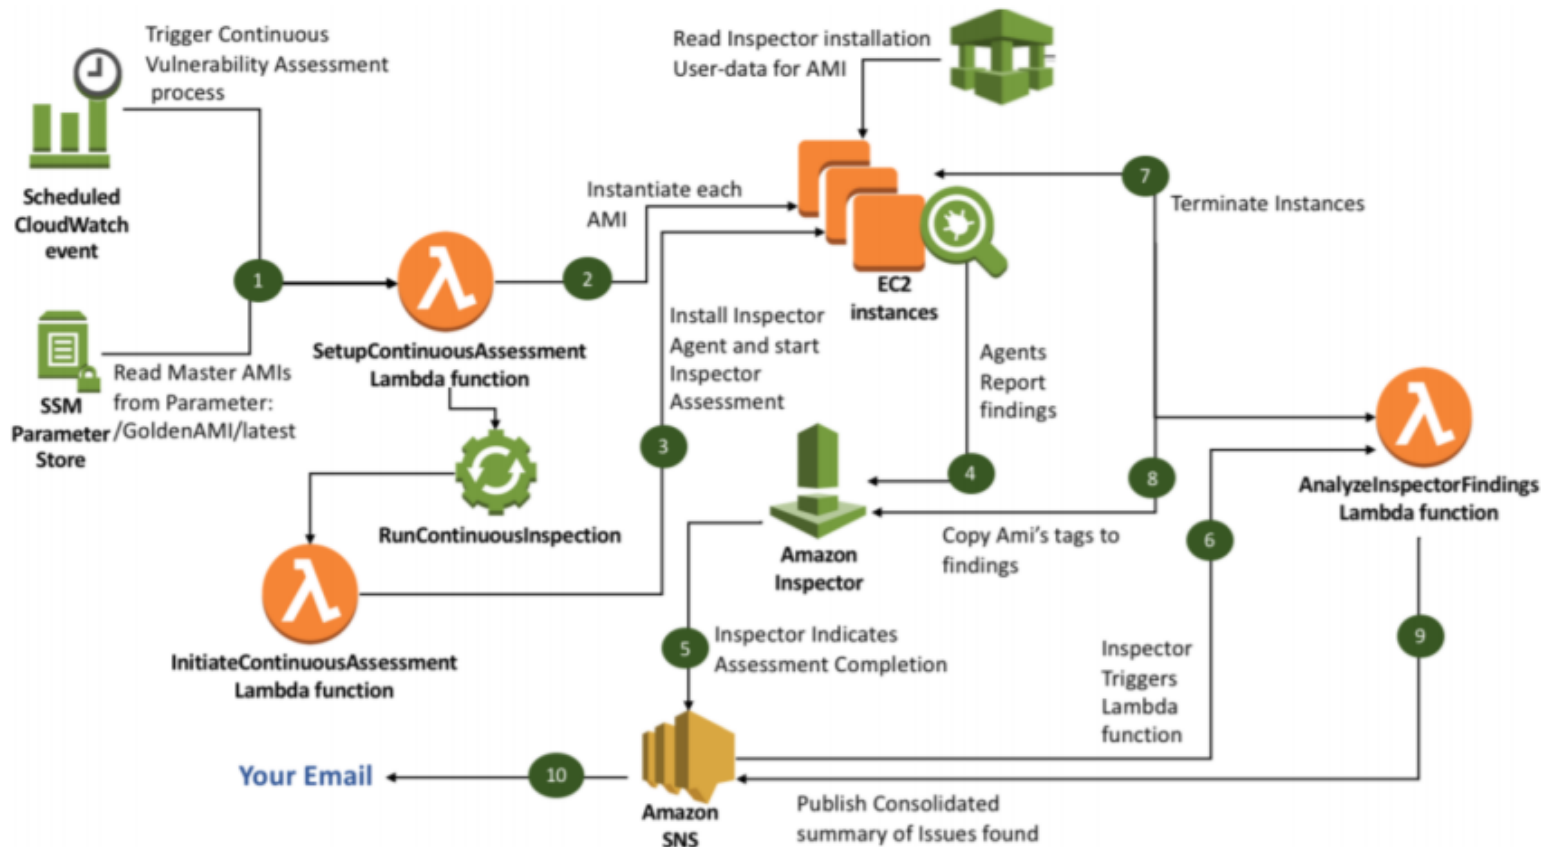 Trigger Continuous
Vulnerability Assessment
process
Scheduled
CloudWatch
event
1
SSM
Parameter
Store
Read Master AMIs
from Parameter:
/GoldenAMI/latest
SetupContinuousAssessment
Lambda function
2
Instantiate each
AMI
RunContinuousInspection
InitiateContinuousAssessment
Lambda function
3
Install Inspector
Agent and start
Inspector
Assessment
Read Inspector installation
User-data for AMI
EC2
instances
4
Agents
Report
findings
Amazon
Inspector
5
Inspector Indicates
Assessment Completion
6
Inspector
Triggers
Lambda
function
7
Terminate Instances
8
Copy Ami's tags to
findings
AnalyzeInspectorFindings
Lambda function
9
Publish Consolidated
summary of Issues found
Amazon
SNS
10
Your Email